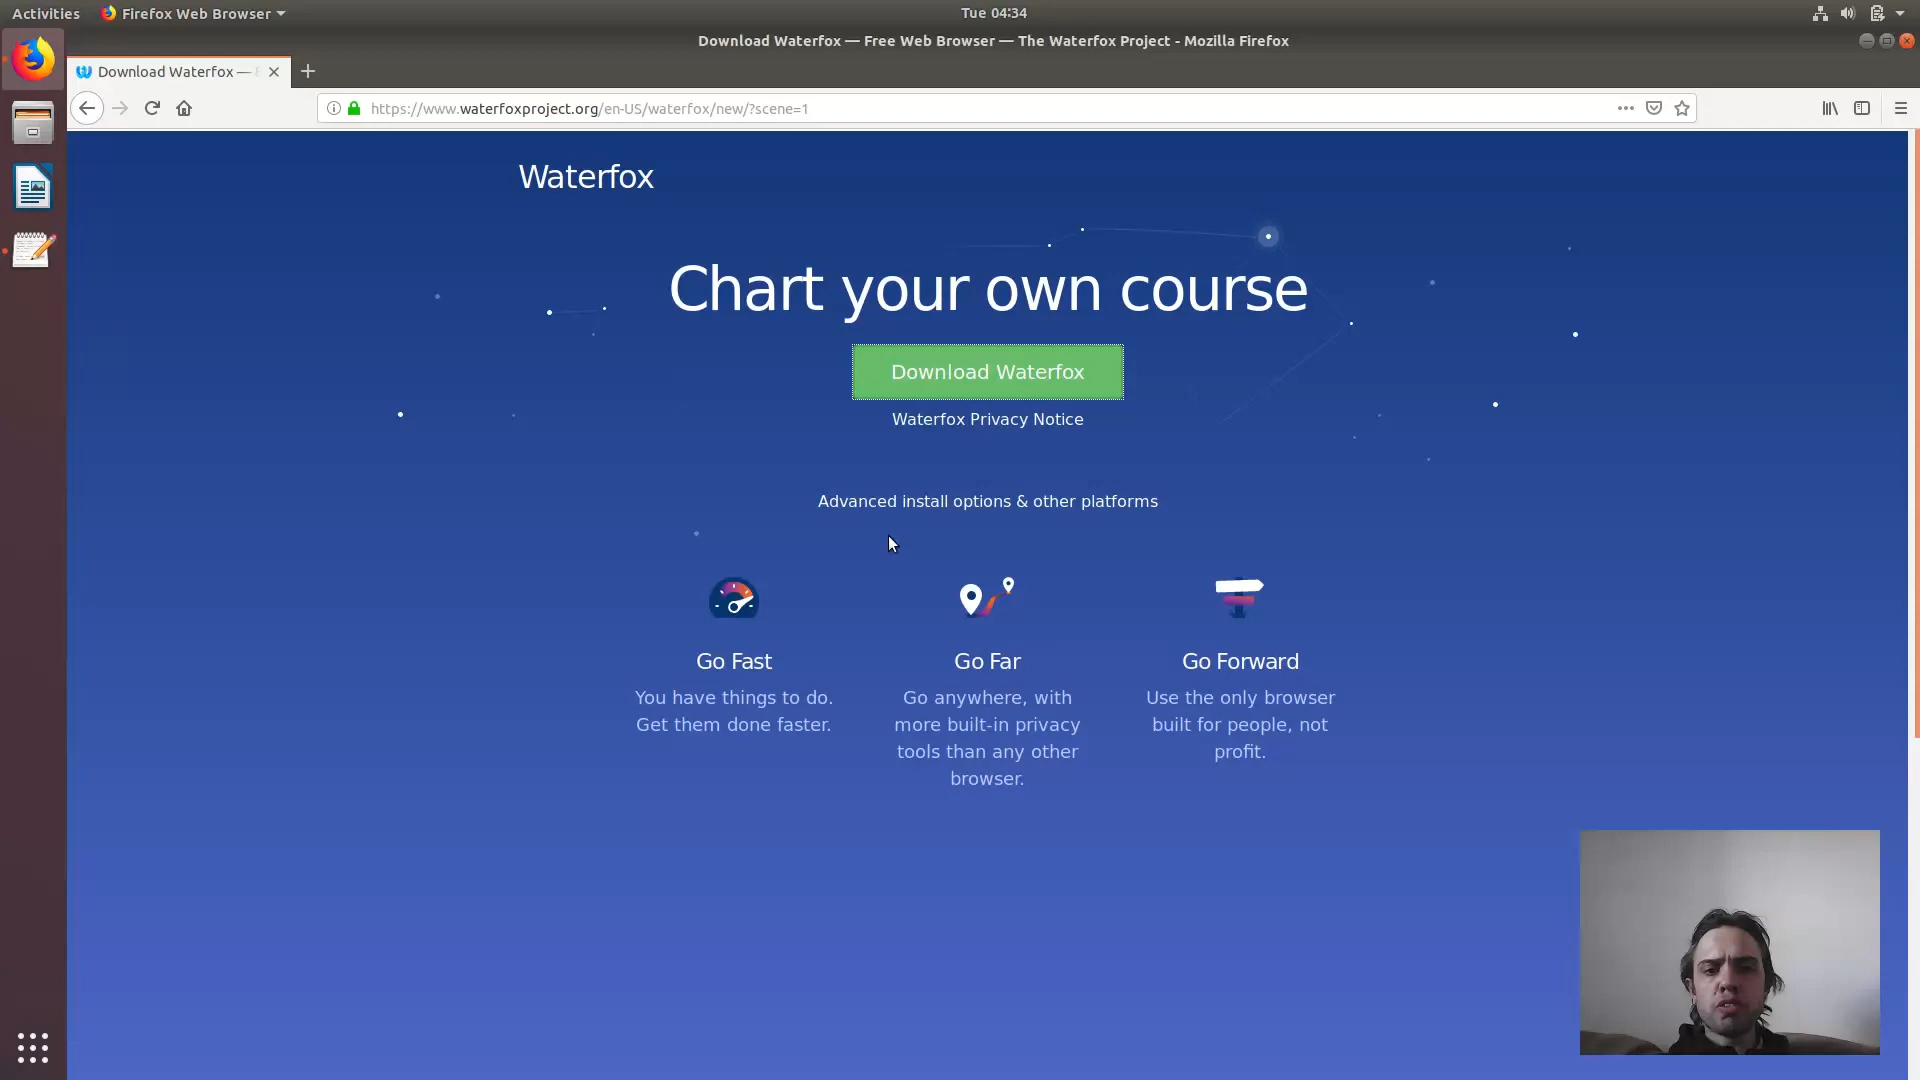 Activities
Firefox Web Browser
Tue 04:34
Download Waterfox — Free Web Browser — The Waterfox Project - Mozilla Firefox
Download Waterfox —
https://www.waterfoxproject.org/en-US/waterfox/new/?scene=1
Waterfox
Chart your own course
Download Waterfox
Waterfox Privacy Notice
Advanced install options & other platforms
Go Fast
You have things to do.
Get them done faster.
Go Far
Go anywhere, with
more built-in privacy
tools than any other
browser.
Go Forward
Use the only browser
built for people, not
profit.